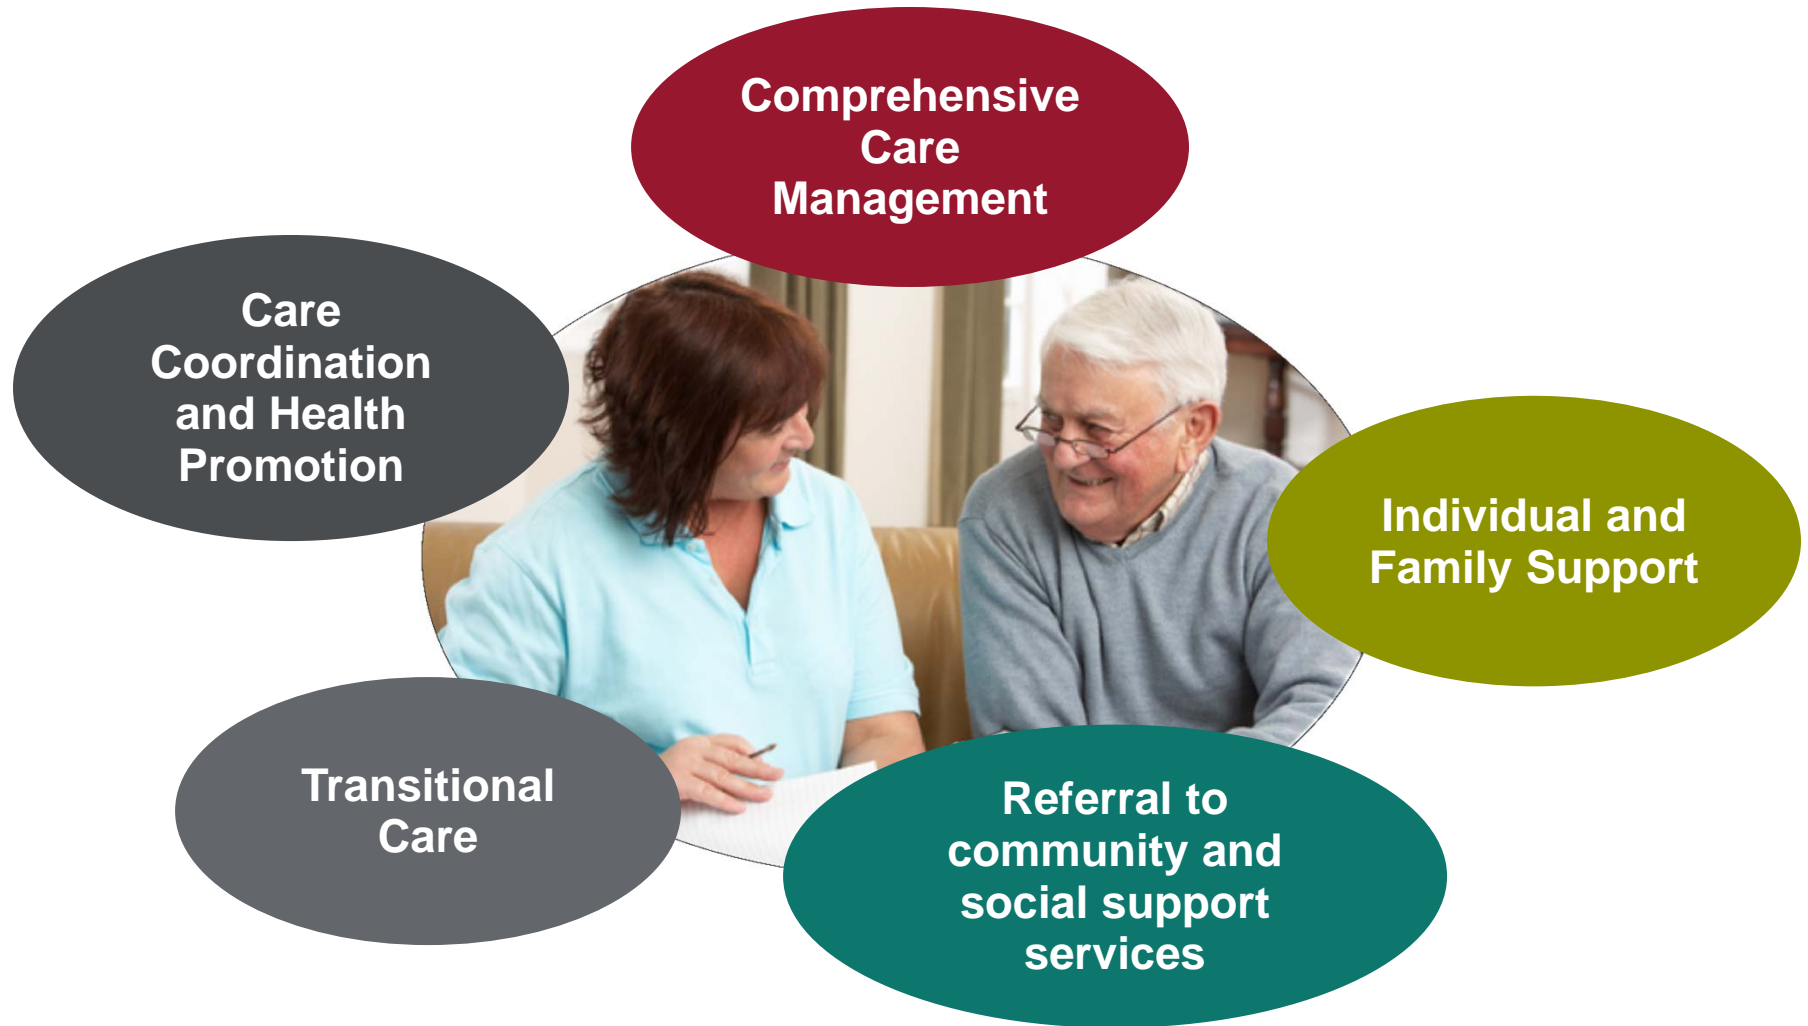 Comprehensive
Care
Management
Care
Coordination
and Health
Promotion
Individual and
Family Support
Transitional
Care
Referral to
community and
social support
services